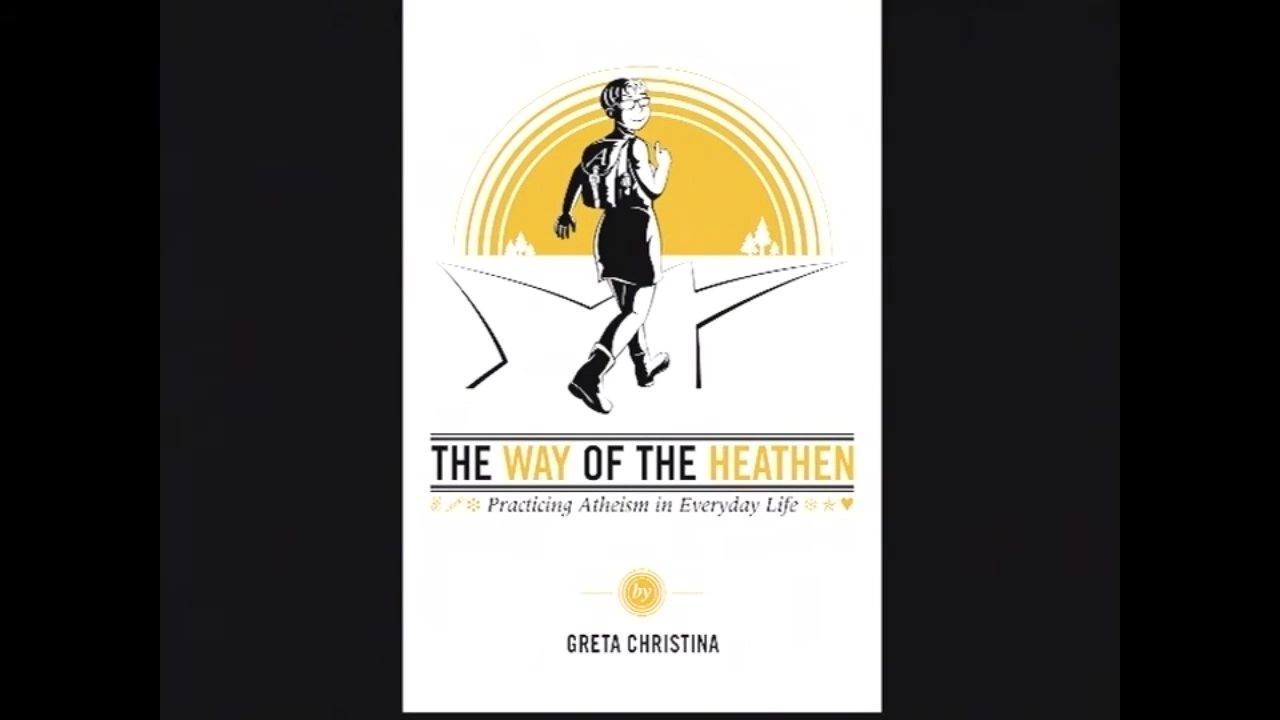 A
THE WAY OF THE HEATHEN
Practicing Atheism in Everyday Life
by
GRETA CHRISTINA